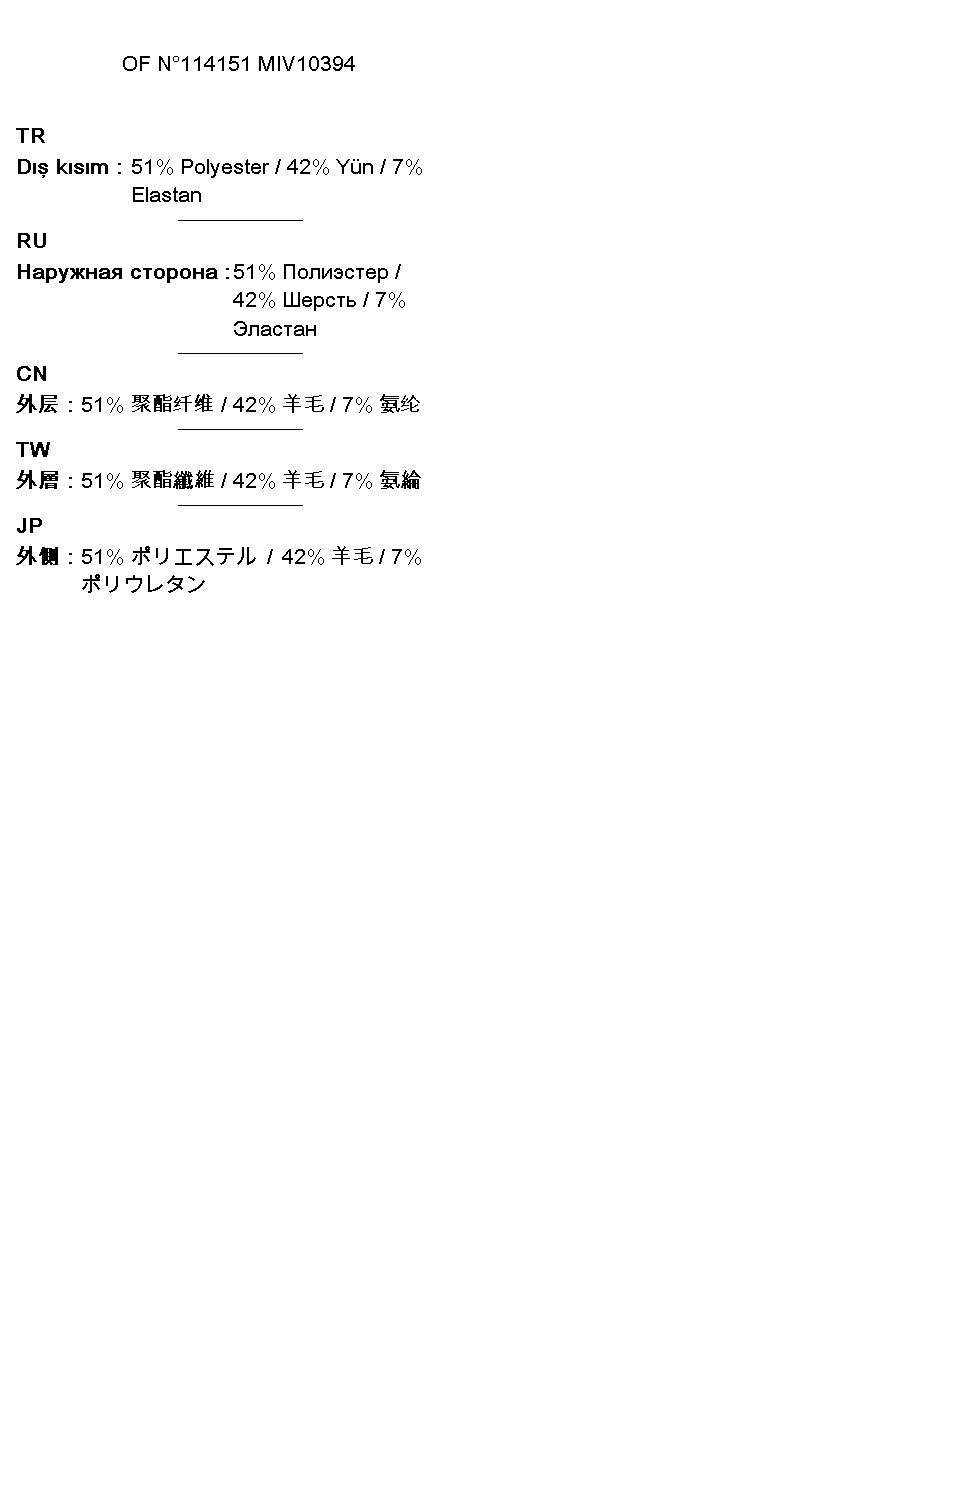 OF N°114151 MIV10394
TR
Dış kısım : 51% Polyester / 42% Yün / 7%
Elastan
RU
Наружная сторона : 51% Полиэстер /
42% Шерсть / 7%
Эластан
CN
外层 : 51% 聚酯纤维 / 42% 羊毛 / 7% 氨纶
TW
外層 : 51% 聚酯纖維 / 42% 羊毛 / 7% 氨綸
JP
外側 : 51% ポリエステル / 42% 羊毛 / 7%
ポリウレタン